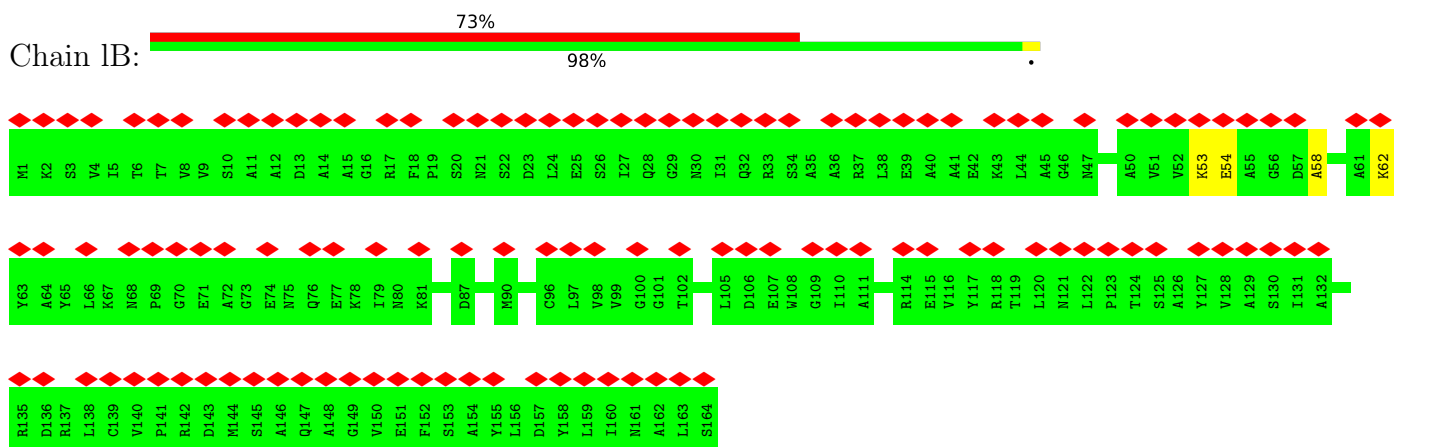 73%
Chain lB:
98%
.
M1 K2 S3 V4 I5 T6 T7 V8 V9 S10 A11 A12 D13 A14 A15 G16 R17 F18 P19 S20 N21 S22 D23 L24 E25 S26 I27 Q28 G29 N30 I31 Q32 R33 S34 A35 A36 R37 L38 E39 A40 A41 E42 K43 L44 A45 G46 N47 A50 V51 V52 K53 E54 A55 G56 D57 A58 A61 K62
Y63 A64 Y65 L66 K67 N68 P69 G70 E71 A72 G73 E74 N75 Q76 E77 K78 I79 N80 K81 D87 M90 C96 L97 V98 V99 G100 G101 T102 L105 D106 E107 W108 G109 I110 A111 R114 E115 V116 Y117 R118 T119 L120 N121 L122 P123 T124 S125 A126 Y127 V128 A129 S130 I131 A132
R135 D136 R137 L138 C139 V140 P141 R142 D143 M144 S145 A146 Q147 A148 G149 V150 E151 F152 S153 A154 Y155 L156 D157 Y158 L159 I160 N161 A162 L163 S164